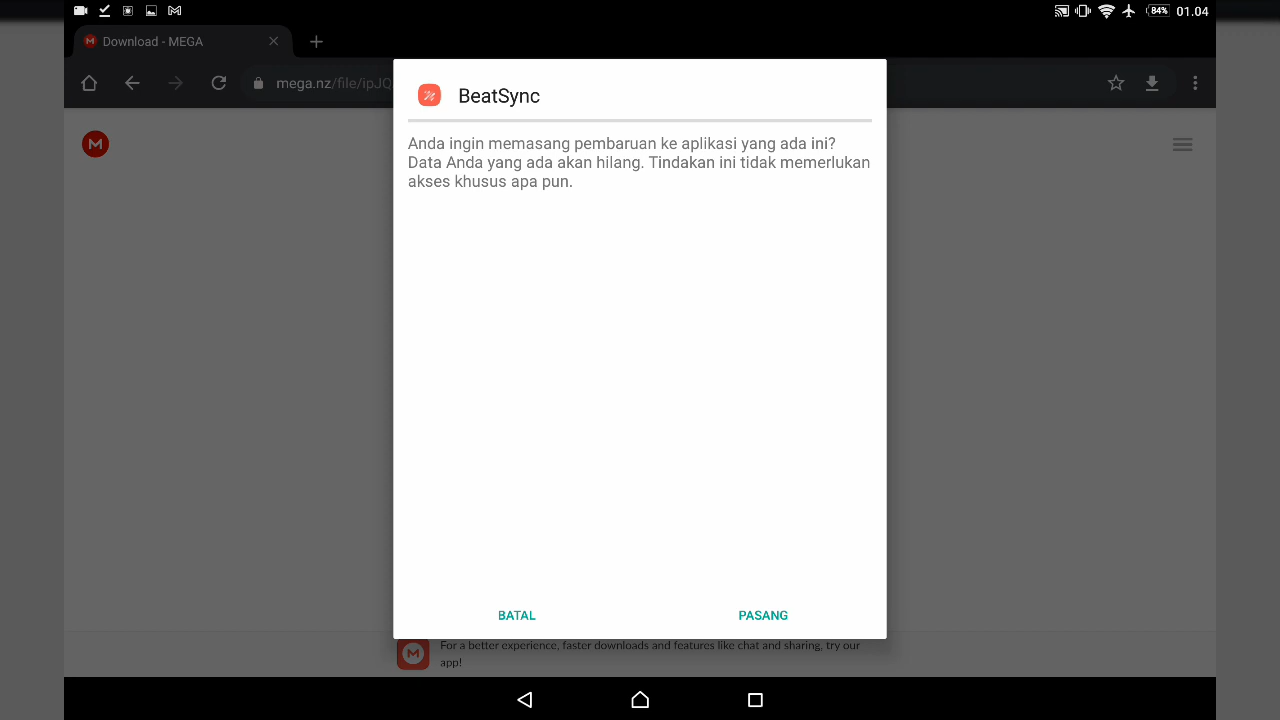 84% 01.04
Download - MEGA
mega.nz/file/ipJQ
BeatSync
Anda ingin memasang pembaruan ke aplikasi yang ada ini?
Data Anda yang ada akan hilang. Tindakan ini tidak memerlukan
akses khusus apa pun.
BATAL PASANG
For a better experience, faster downloads and features like chat and sharing, try our
app!